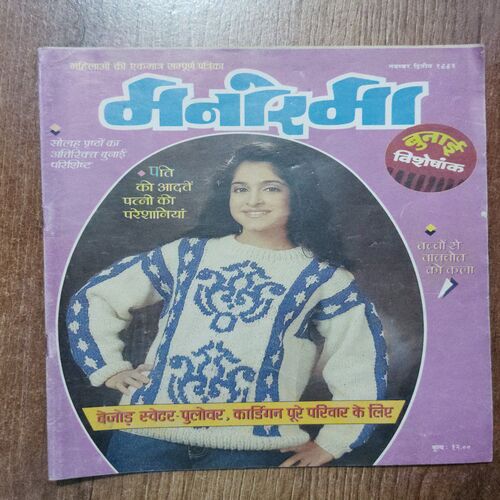 महिलाओं की एकमात्र सम्पूर्ण पत्रिका
नवम्बर द्वितीय १९९२
मनोरमा
सोलह पृष्ठों का
अतिरिक्त बुनाई
परिशिष्ट
बुनाई
विशेषांक
पति
की आदतें
पत्नी की
परेशानियां
बच्चों से
बातचीत
की कला
बेजोड़ स्वेटर-पुलोवर, कार्डिगन पूरे परिवार के लिए
मूल्य: १२.००